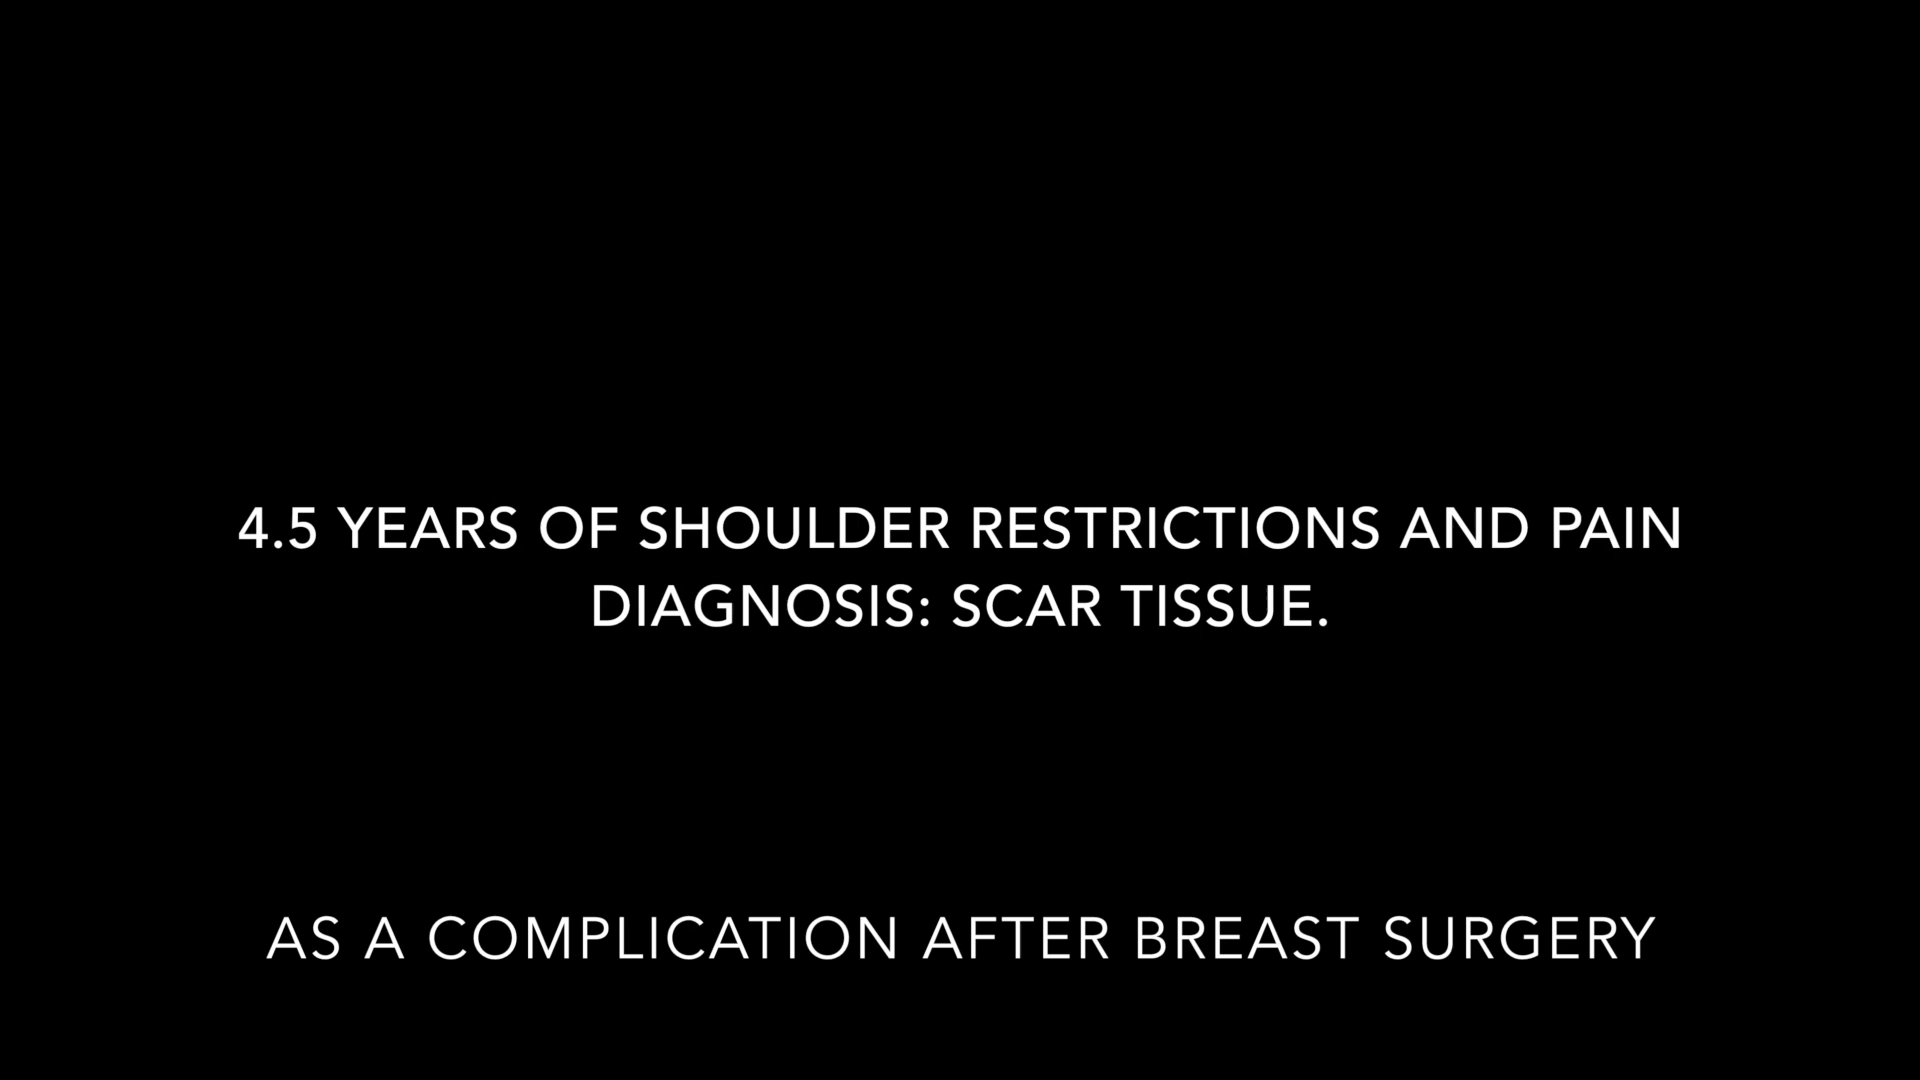 4.5 YEARS OF SHOULDER RESTRICTIONS AND PAIN
DIAGNOSIS: SCAR TISSUE.
AS A COMPLICATION AFTER BREAST SURGERY